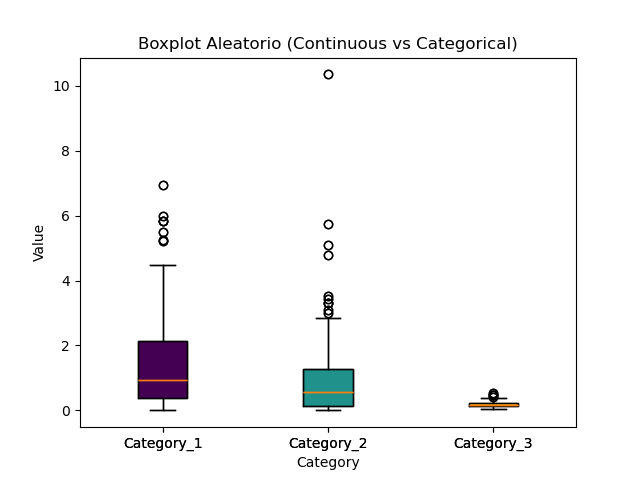 Boxplot Aleatorio (Continuous vs Categorical)
10
8
6
4
2
0
Value
Category_1
Category_2
Category_3
Category